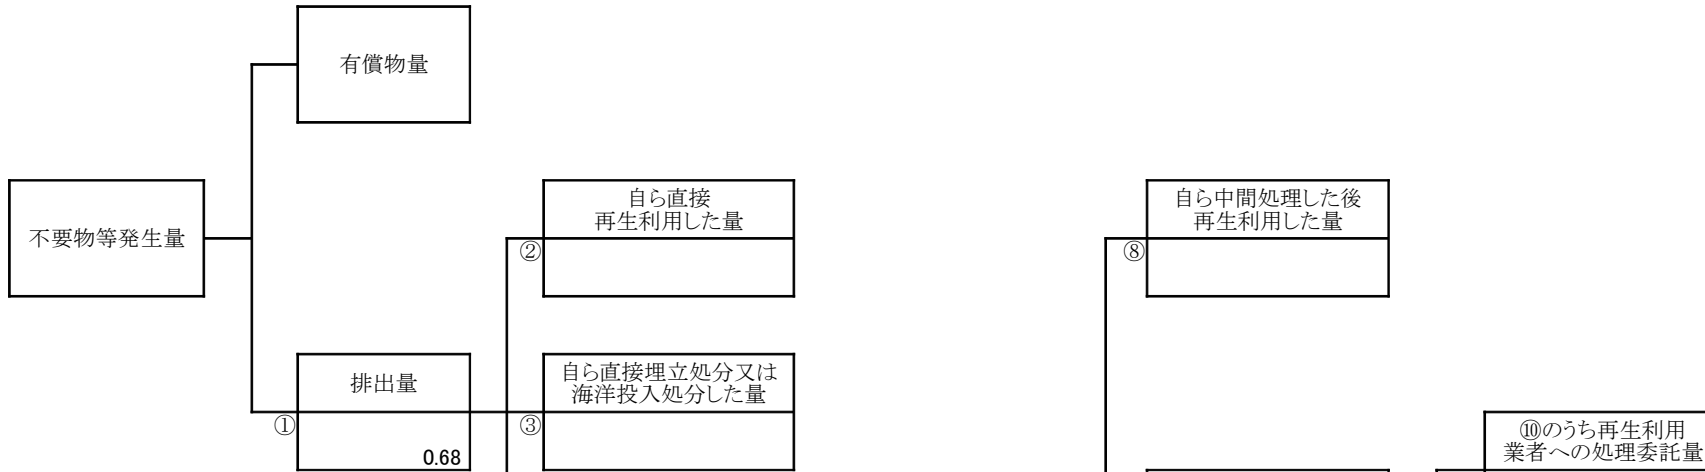 有償物量
不要物等発生量
自ら直接
再生利用した量
②
自ら中間処理した後
再生利用した量
⑧
排出量
①
0.68
自ら直接埋立処分又は
海洋投入処分した量
③
⑩のうち再生利用
業者への処理委託量